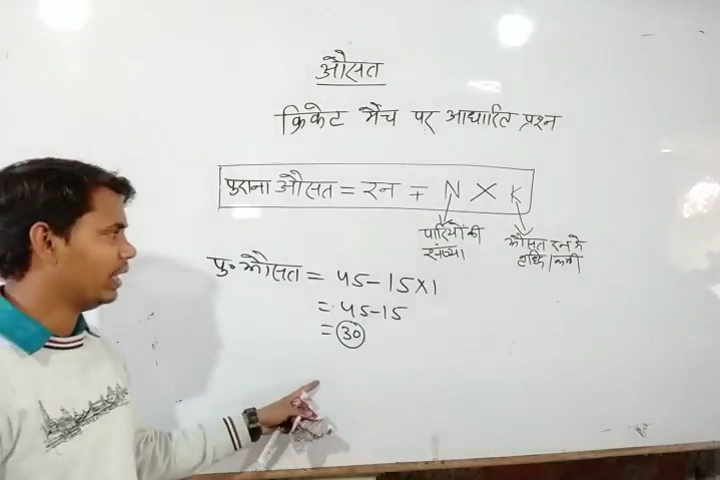 औसत
क्रिकेट मैच पर आधारित प्रश्न
पुराना औसत = रन ∓ N × K
पारियों की
संख्या
औसत रन मे
वृद्धि/कमी
पु॰ औसत = 45-15×1
= 45-15
= 30